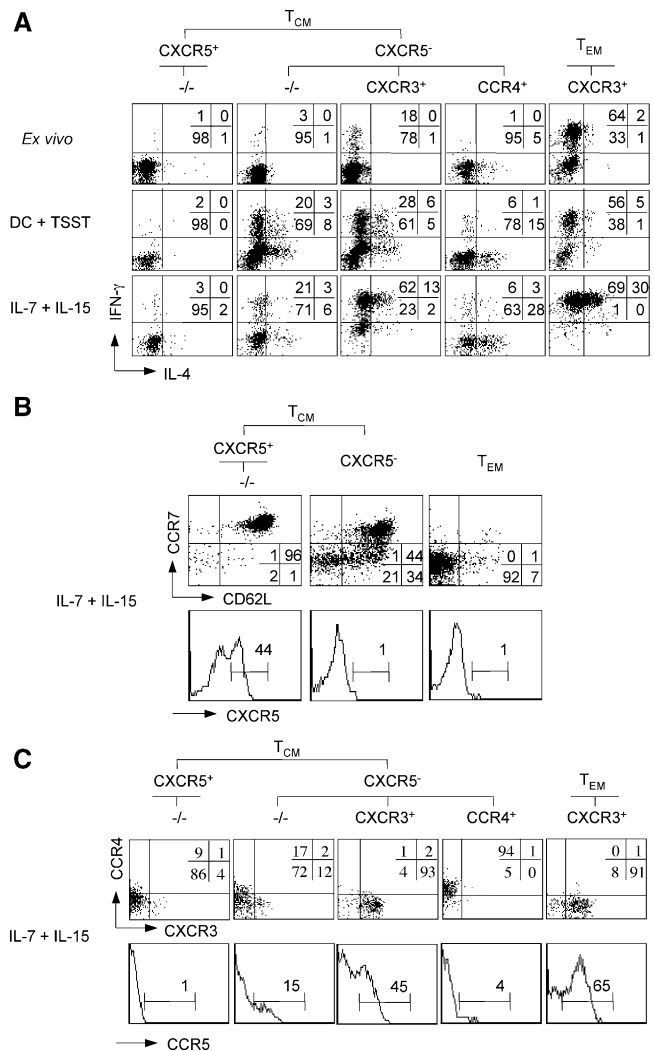 A
T_CM
CXCR5⁺ CXCR5⁻ T_EM
-/- -/- CXCR3⁺ CCR4⁺ CXCR3⁺
Ex vivo
1 0 3 0 18 0 1 0 64 2
98 1 95 1 78 1 95 5 33 1
DC + TSST
2 0 20 3 28 6 6 1 56 5
98 0 69 8 61 5 78 15 38 1
IL-7 + IL-15
3 0 21 3 62 13 6 3 69 30
95 2 71 6 23 2 63 28 1 0
IFN-γ
IL-4
B
T_CM
CXCR5⁺ CXCR5⁻ T_EM
-/-
CCR7
1 96 1 44 0 1
2 1 21 34 92 7
CD62L
IL-7 + IL-15
44 1 1
CXCR5
C
T_CM
CXCR5⁺ CXCR5⁻ T_EM
-/- -/- CXCR3⁺ CCR4⁺ CXCR3⁺
CCR4
9 1 17 2 1 2 94 1 0 1
86 4 72 12 4 93 5 0 8 91
CXCR3
IL-7 + IL-15
1 15 45 4 65
CCR5